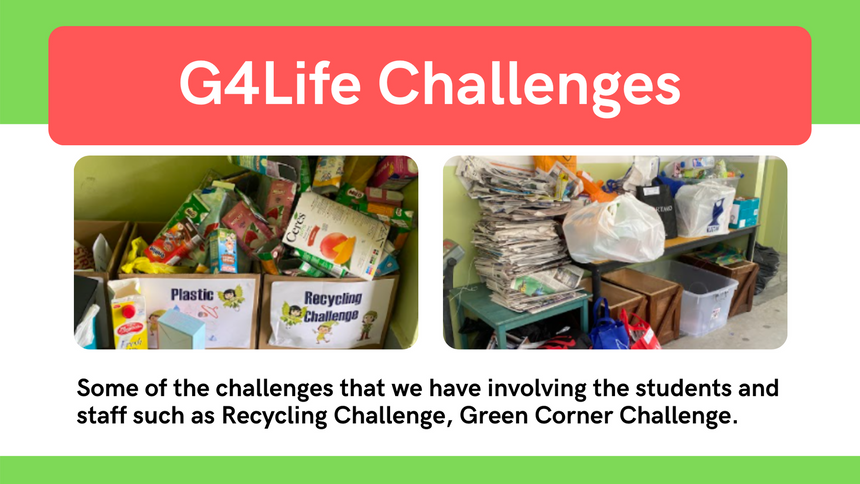 G4Life Challenges
Plastic
Recycling
Challenge
Ceres
Some of the challenges that we have involving the students and
staff such as Recycling Challenge, Green Corner Challenge.